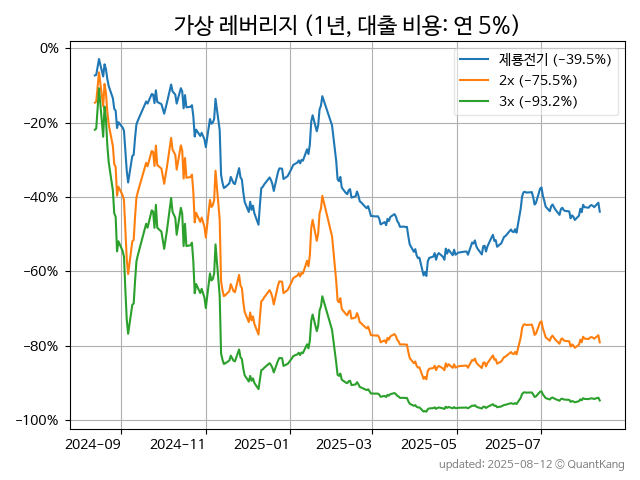 가상 레버리지 (1년, 대출 비용: 연 5%)
제룡전기 (-39.5%)
2x (-75.5%)
3x (-93.2%)
0%
-20%
-40%
-60%
-80%
-100%
2024-09 2024-11 2025-01 2025-03 2025-05 2025-07
updated: 2025-08-12 © QuantKang